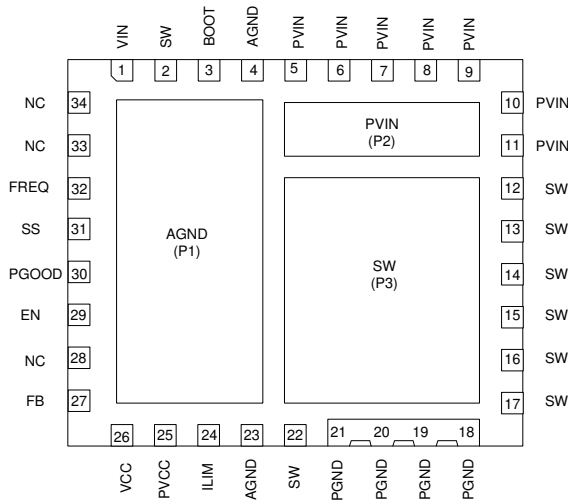 VIN SW BOOT AGND PVIN PVIN PVIN PVIN PVIN
1 2 3 4 5 6 7 8 9
NC 34 10 PVIN
PVIN
(P2)
NC 33 11 PVIN
FREQ 32 12 SW
SS 31 13 SW
AGND
(P1)
PGOOD 30 14 SW
SW
(P3)
EN 29 15 SW
NC 28 16 SW
FB 27 17 SW
26 25 24 23 22 21 20 19 18
VCC PVCC ILIM AGND SW PGND PGND PGND PGND